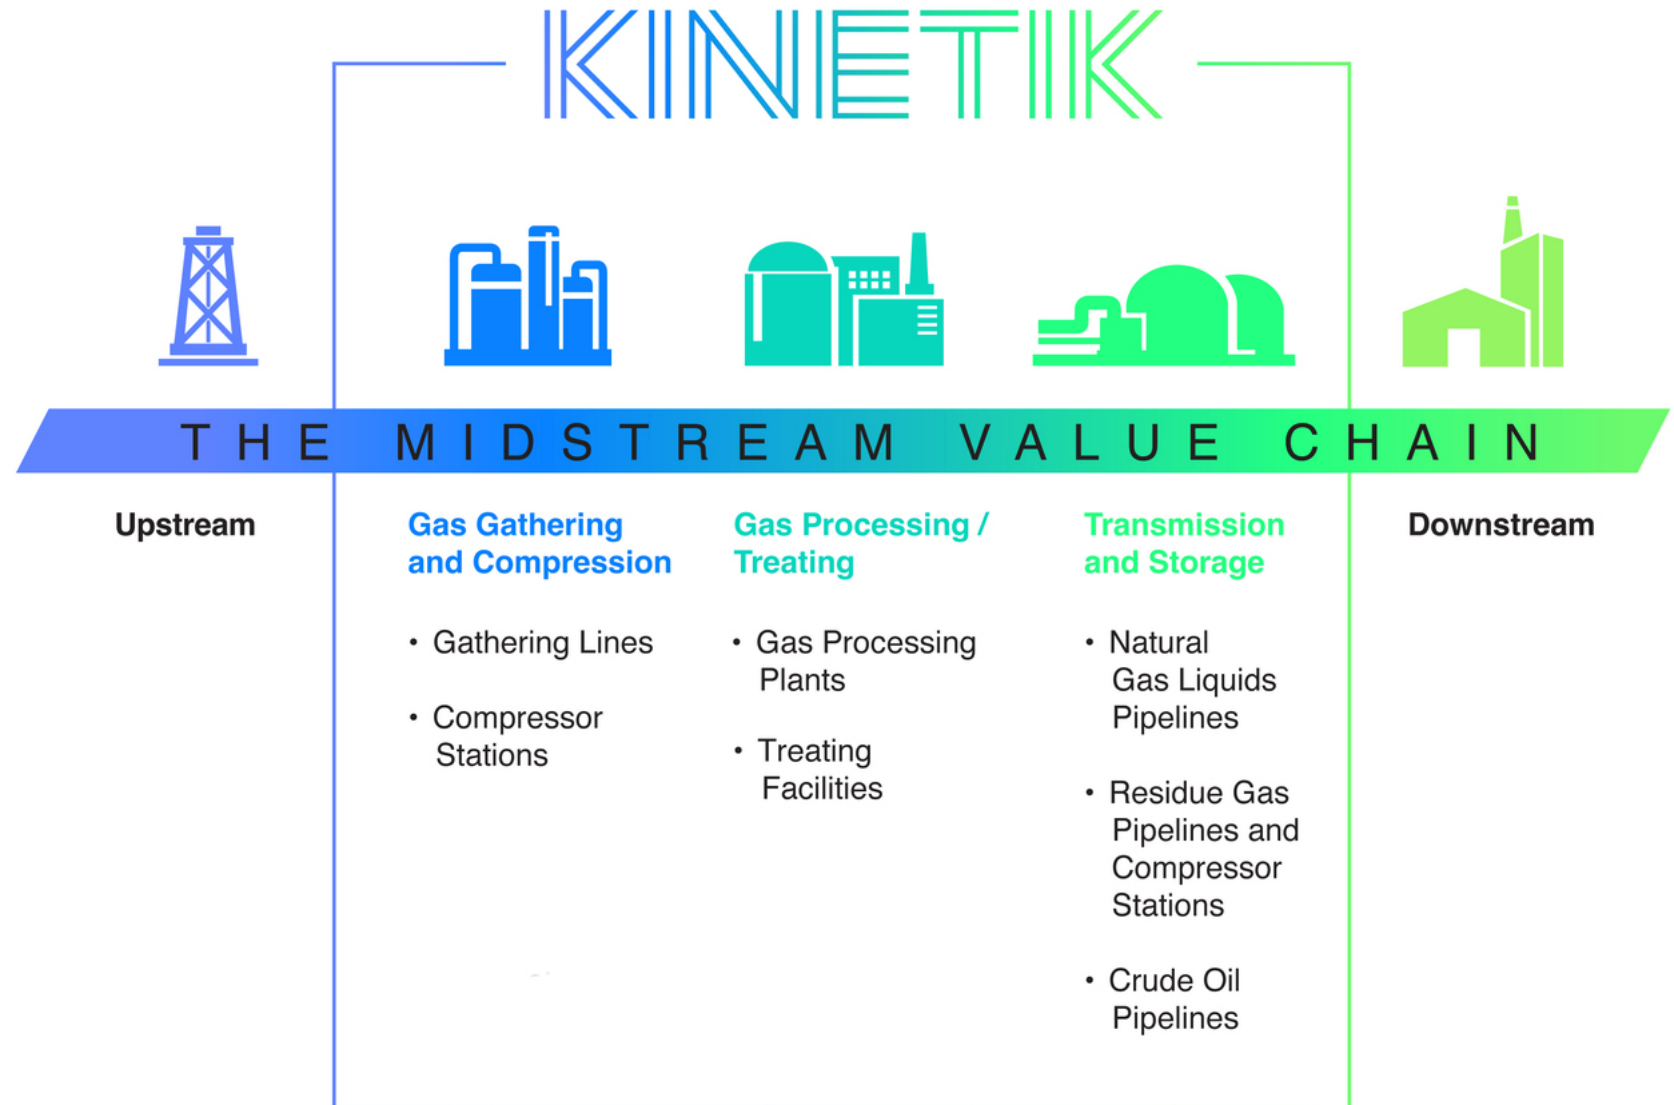 KINETIK
THE MIDSTREAM VALUE CHAIN
Upstream
Gas Gathering
and Compression
• Gathering Lines
• Compressor
Stations
Gas Processing /
Treating
• Gas Processing
Plants
• Treating
Facilities
Transmission
and Storage
• Natural
Gas Liquids
Pipelines
• Residue Gas
Pipelines and
Compressor
Stations
• Crude Oil
Pipelines
Downstream